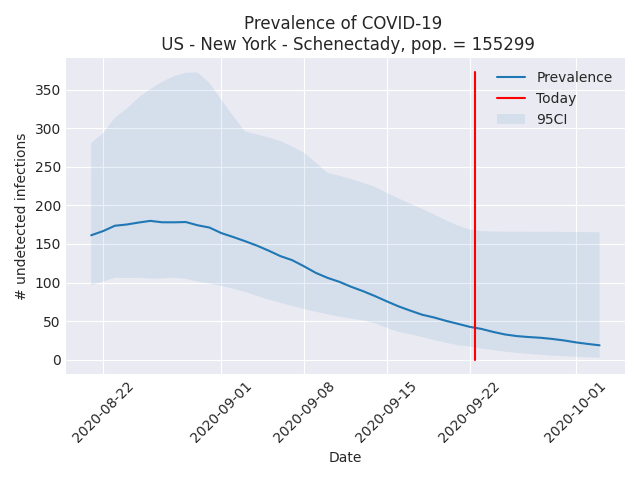 Prevalence of COVID-19
US - New York - Schenectady, pop. = 155299
Prevalence
Today
95CI
# undetected infections
350
300
250
200
150
100
50
0
2020-08-22
2020-09-01
2020-09-08
2020-09-15
2020-09-22
2020-10-01
Date